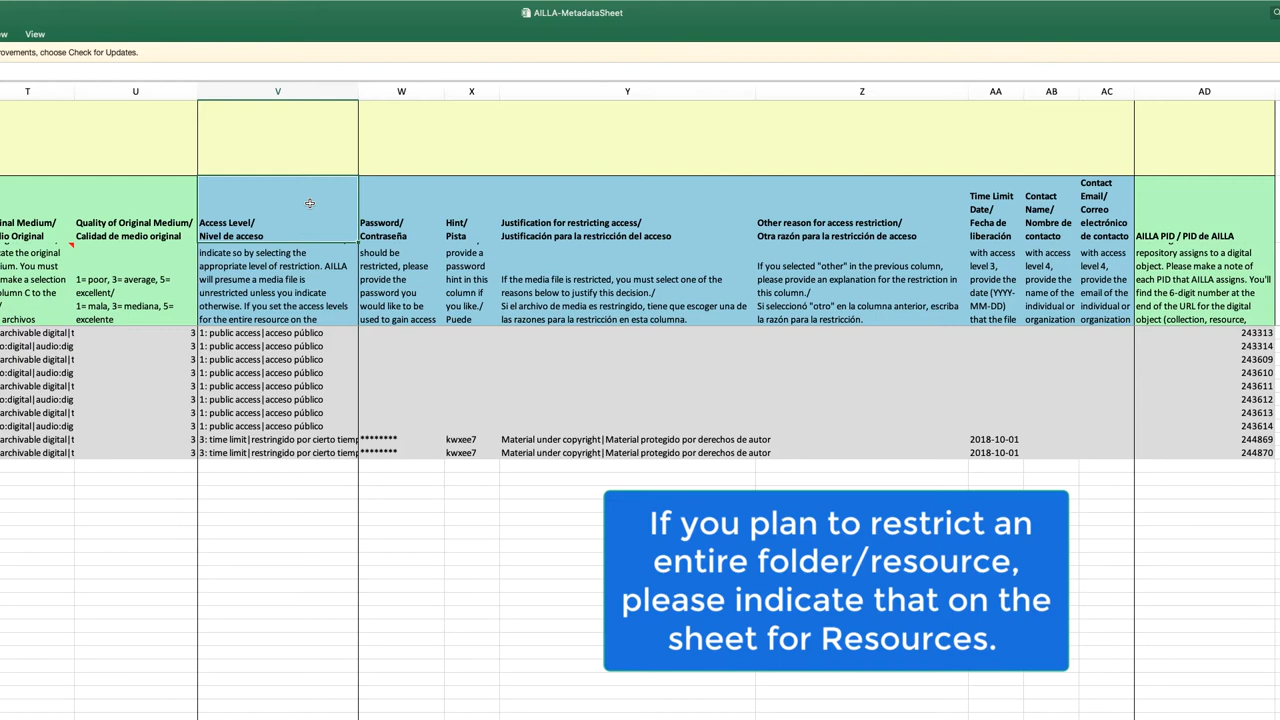 AILLA-MetadataSheet
ew View
ovements, choose Check for Updates.
T U V W X Y Z AA AB AC AD
nal Medium/
dio Original
Quality of Original Medium/
Calidad de medio original
Access Level/
Nivel de acceso
Password/
Contraseña
Hint/
Pista
Justification for restricting access/
Justificación para la restricción del acceso
Other reason for access restriction/
Otra razón para la restricción de acceso
Time Limit
Date/
Fecha de
liberación
Contact
Name/
Nombre de
contacto
Contact
Email/
Correo
electrónico
de contacto
AILLA PID / PID de AILLA
cate the original
ium. You must
make a selection
olumn C to the
/
archivos
1= poor, 3= average, 5=
excellent/
1= mala, 3= mediana, 5=
excelente
indicate so by selecting the
appropriate level of restriction. AILLA
will presume a media file is
unrestricted unless you indicate
otherwise. If you set the access levels
for the entire resource on the
should be
restricted, please
provide the
password you
would like to be
used to gain access
provide a
password
hint in this
column if
you like./
Puede
If the media file is restricted, you must select one of the
reasons below to justify this decision./
Si el archivo de medio es restringido, tiene que escoger una de
las razones para la restricción en esta columna.
If you selected "other" in the previous column,
provide an explanation for the restriction in
this column./
Si seleccionó "otro" en la columna anterior, escriba
la razón para la restricción.
with access
level 3,
provide the
date (YYYY-
MM-DD)
that the file
with access
level 4,
provide the
name of the
individual or
organization
with access
level 4,
provide the
email of the
individual or
organization
repository assigns to a digital
object. Please make a note of
each PID that AILLA assigns. You'll
find the 6-digit number at the
end of the URL for the digital
object (collection, resource,
archivable digital|t 3 1: public access|acceso público 243313
o:digital|audio:dig 3 1: public access|acceso público 243314
archivable digital|t 3 1: public access|acceso público 243609
o:digital|audio:dig 3 1: public access|acceso público 243610
archivable digital|t 3 1: public access|acceso público 243611
o:digital|audio:dig 3 1: public access|acceso público 243612
archivable digital|t 3 1: public access|acceso público 243613
o:digital|audio:dig 3 1: public access|acceso público 243614
archivable digital|t 3 3: time limit|restringido por cierto tiemp ******** kwxee7 Material under copyright|Material protegido por derechos de autor 2018-10-01 244869
archivable digital|t 3 3: time limit|restringido por cierto tiemp ******** kwxee7 Material under copyright|Material protegido por derechos de autor 2018-10-01 244870
If you plan to restrict an
entire folder/resource,
please indicate that on the
sheet for Resources.